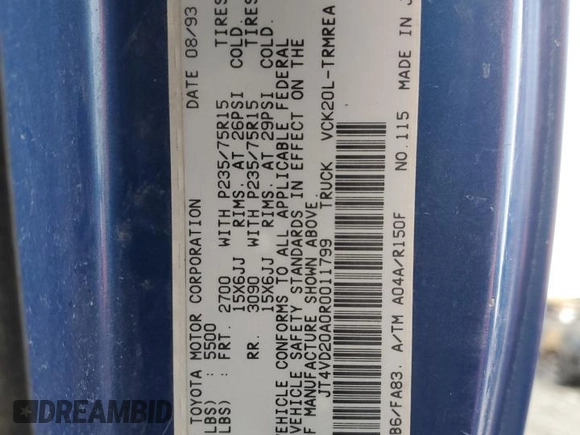 TOYOTA MOTOR CORPORATION DATE 08/93
LBS) : 5500
LBS) : FRT. 2700 WITH P235/75R15 TIRES
15X6JJ RIMS. AT 26PSI COLD.
RR. 3090 WITH P235/75R15 TIRES
15X6JJ RIMS. AT 29PSI COLD.
VEHICLE CONFORMS TO ALL APPLICABLE FEDERAL
VEHICLE SAFETY STANDARDS IN EFFECT ON THE
F MANUFACTURE SHOWN ABOVE.
JT4VD20A0R0011799 TRUCK VCK20L-TRMREA
B6/FA83. A/TM A04A/R150F
NO.115 MADE IN J
AUTOBIDMASTER